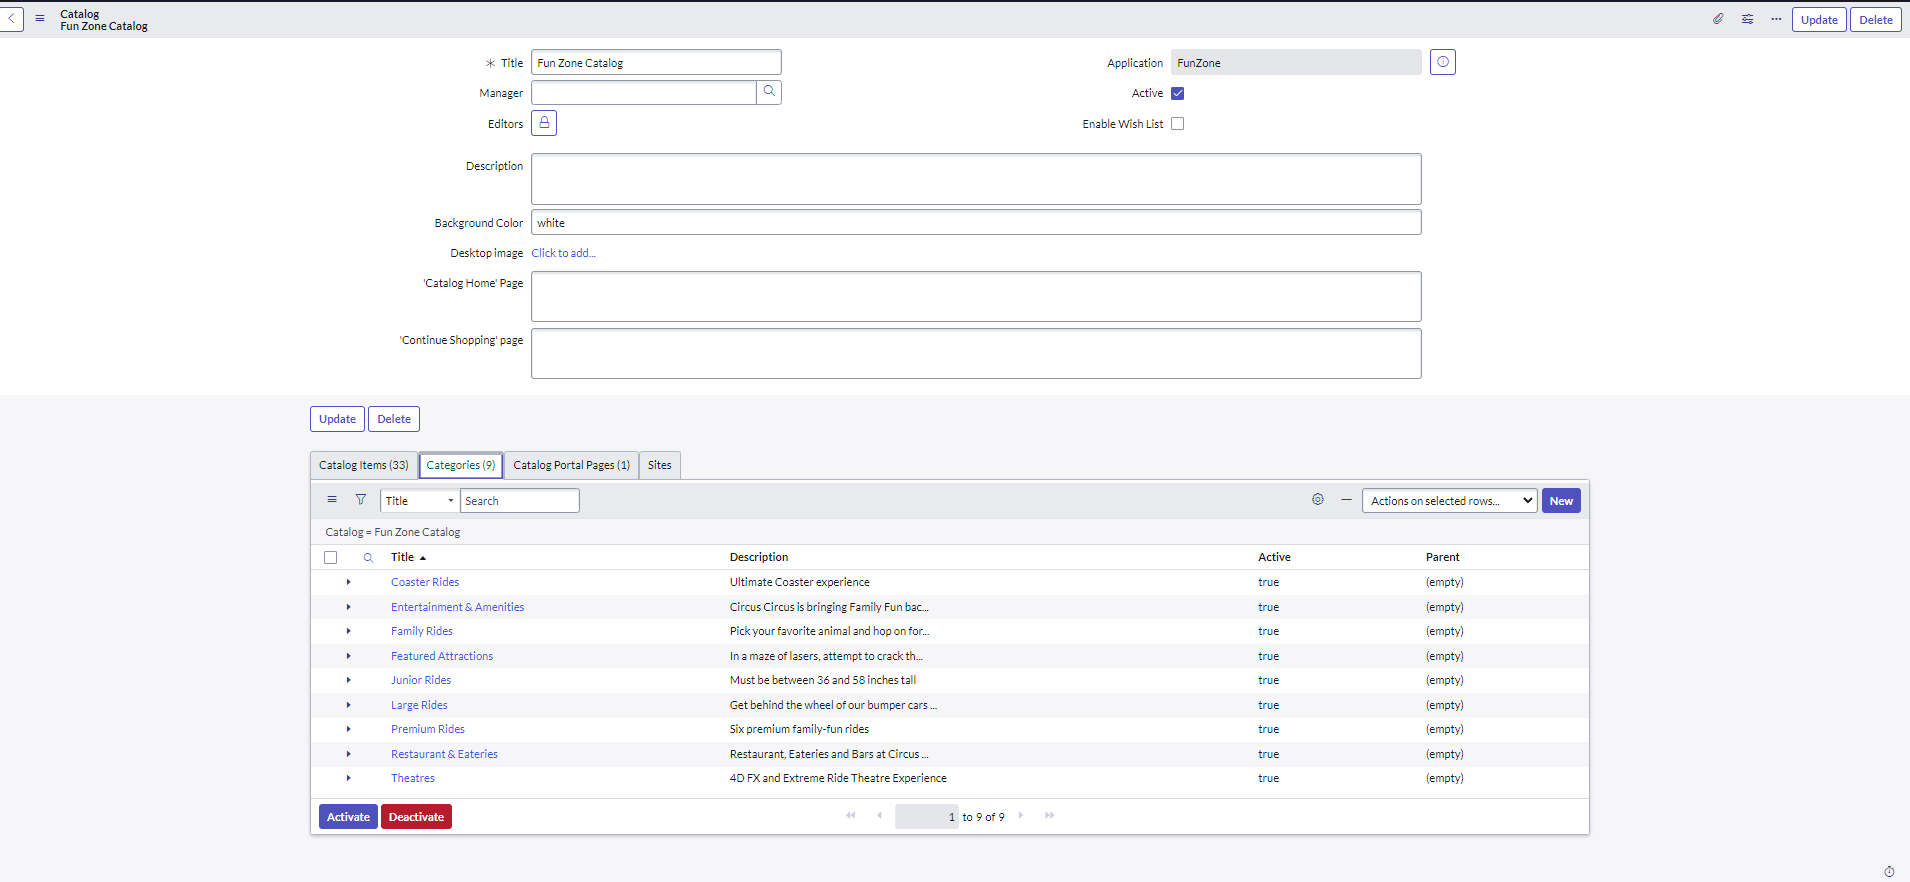 Catalog
Fun Zone Catalog
Update Delete
Title Fun Zone Catalog
Application FunZone
Manager
Active
Editors
Enable Wish List
Description
Background Color white
Desktop image Click to add...
'Catalog Home' Page
'Continue Shopping' page
Update Delete
Catalog Items (33) Categories (9) Catalog Portal Pages (1) Sites
Title Search Actions on selected rows... New
Catalog = Fun Zone Catalog
Title Description Active Parent
Coaster Rides Ultimate Coaster experience true (empty)
Entertainment & Amenities Circus Circus is bringing Family Fun bac... true (empty)
Family Rides Pick your favorite animal and hop on for... true (empty)
Featured Attractions In a maze of lasers, attempt to crack th... true (empty)
Junior Rides Must be between 36 and 58 inches tall true (empty)
Large Rides Get behind the wheel of our bumper cars ... true (empty)
Premium Rides Six premium family-fun rides true (empty)
Restaurant & Eateries Restaurant, Eateries and Bars at Circus ... true (empty)
Theatres 4D FX and Extreme Ride Theatre Experience true (empty)
Activate Deactivate 1 to 9 of 9